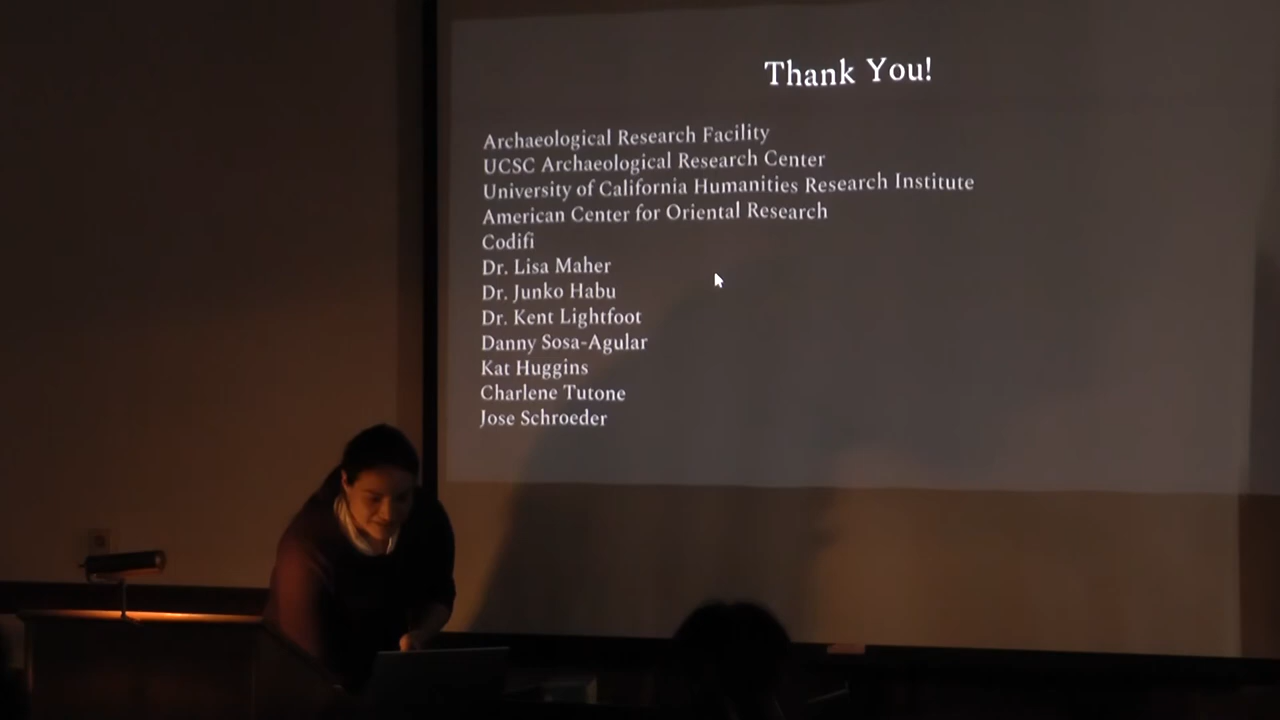 Thank You!
Archaeological Research Facility
UCSC Archaeological Research Center
University of California Humanities Research Institute
American Center for Oriental Research
Codifi
Dr. Lisa Maher
Dr. Junko Habu
Dr. Kent Lightfoot
Danny Sosa-Agular
Kat Huggins
Charlene Tutone
Jose Schroeder